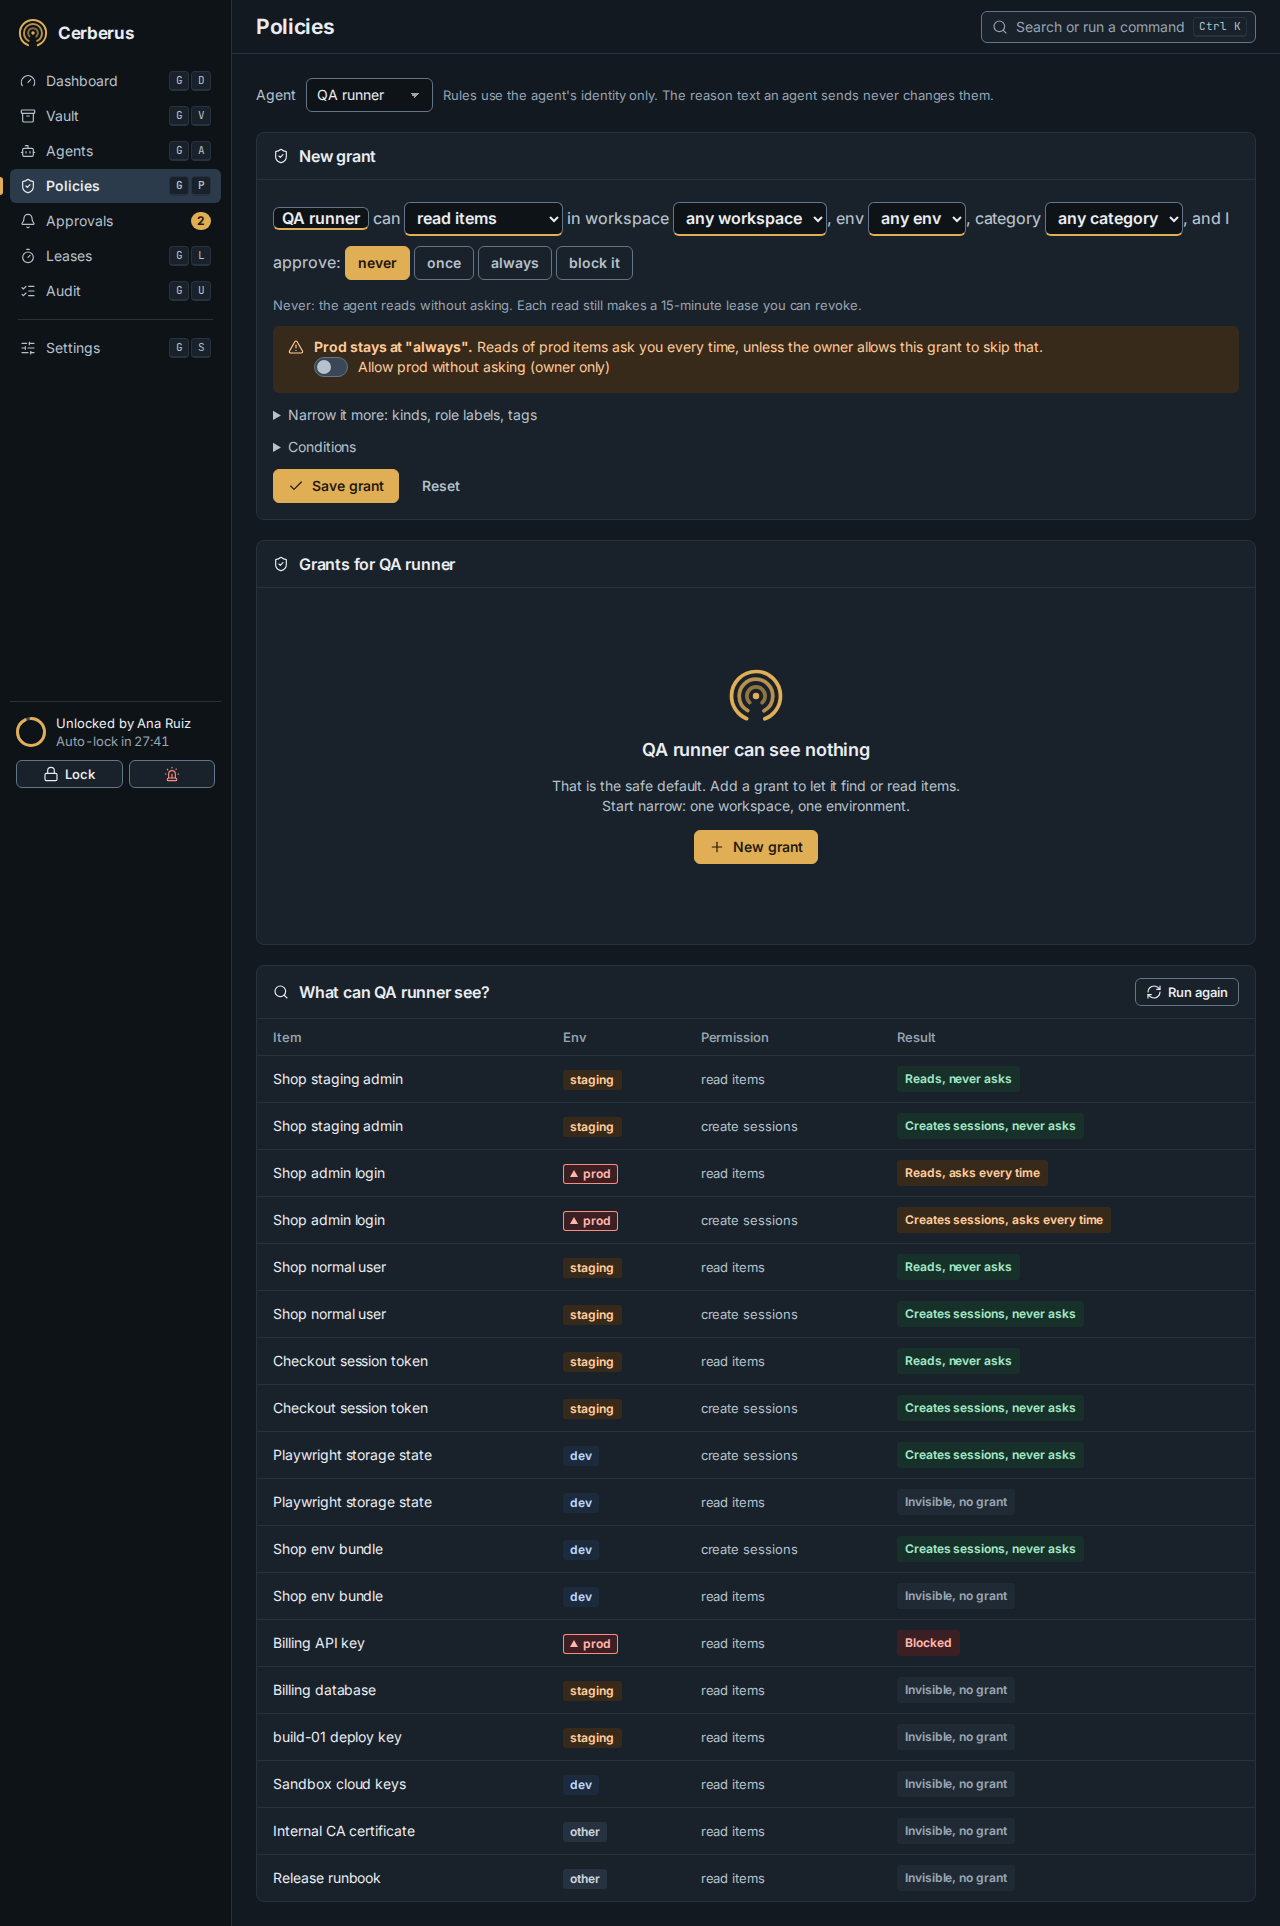 Cerberus
Dashboard G D
Vault G V
Agents G A
Policies G P
Approvals 2
Leases G L
Audit G U
Settings G S
Unlocked by Ana Ruiz
Auto-lock in 27:41
Lock
Policies
Search or run a command Ctrl K
Agent QA runner Rules use the agent's identity only. The reason text an agent sends never changes them.
New grant
QA runner can read items in workspace any workspace, env any env, category any category, and I
approve: never once always block it
Never: the agent reads without asking. Each read still makes a 15-minute lease you can revoke.
Prod stays at "always". Reads of prod items ask you every time, unless the owner allows this grant to skip that.
Allow prod without asking (owner only)
Narrow it more: kinds, role labels, tags
Conditions
Save grant Reset
Grants for QA runner
QA runner can see nothing
That is the safe default. Add a grant to let it find or read items.
Start narrow: one workspace, one environment.
New grant
What can QA runner see? Run again
Item Env Permission Result
Shop staging admin staging read items Reads, never asks
Shop staging admin staging create sessions Creates sessions, never asks
Shop admin login prod read items Reads, asks every time
Shop admin login prod create sessions Creates sessions, asks every time
Shop normal user staging read items Reads, never asks
Shop normal user staging create sessions Creates sessions, never asks
Checkout session token staging read items Reads, never asks
Checkout session token staging create sessions Creates sessions, never asks
Playwright storage state dev create sessions Creates sessions, never asks
Playwright storage state dev read items Invisible, no grant
Shop env bundle dev create sessions Creates sessions, never asks
Shop env bundle dev read items Invisible, no grant
Billing API key prod read items Blocked
Billing database staging read items Invisible, no grant
build-01 deploy key staging read items Invisible, no grant
Sandbox cloud keys dev read items Invisible, no grant
Internal CA certificate other read items Invisible, no grant
Release runbook other read items Invisible, no grant